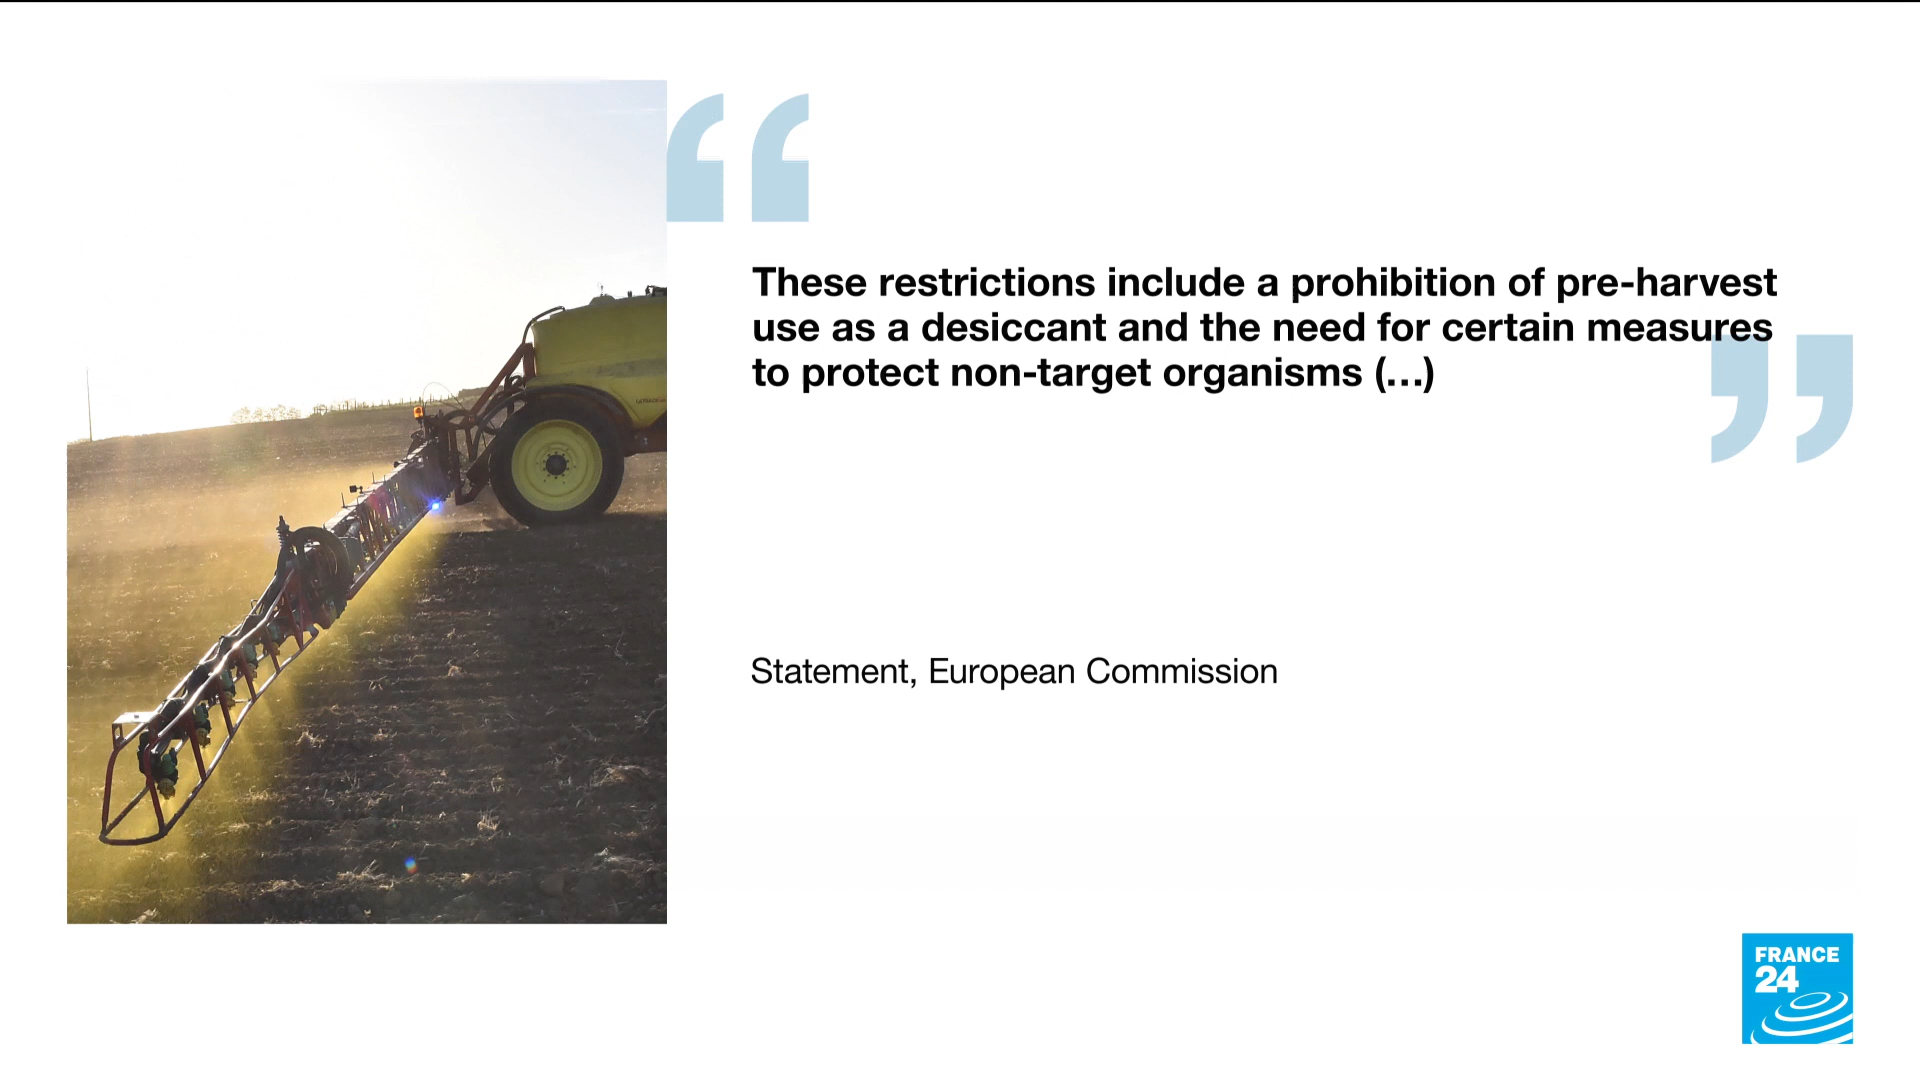 These restrictions include a prohibition of pre-harvest
use as a desiccant and the need for certain measures
to protect non-target organisms (...)
Statement, European Commission
FRANCE
24